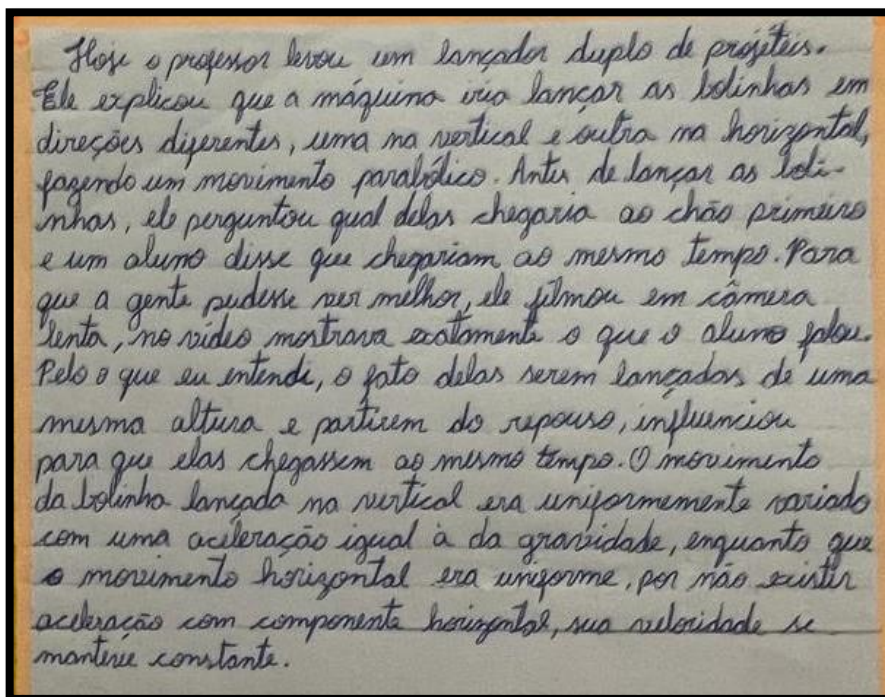 Hoje o professor levou um lançador duplo de projéteis.
Ele explicou que a máquina iria lançar as bolinhas em
direções diferentes, uma na vertical e outra na horizontal,
fazendo um movimento parabólico. Antes de lançar as boli-
nhas, ele perguntou qual delas chegaria ao chão primeiro
e um aluno disse que chegariam ao mesmo tempo. Para
que a gente pudesse ver melhor, ele filmou em câmera
lenta, no vídeo mostrava exatamente o que o aluno falou.
Pelo o que eu entendi, o fato delas serem lançadas de uma
mesma altura e partirem do repouso, influenciou
para que elas chegassem ao mesmo tempo. O movimento
da bolinha lançada na vertical era uniformemente variado
com uma aceleração igual à da gravidade, enquanto que
o movimento horizontal era uniforme, por não existir
aceleração com componente horizontal, sua velocidade se
manteve constante.